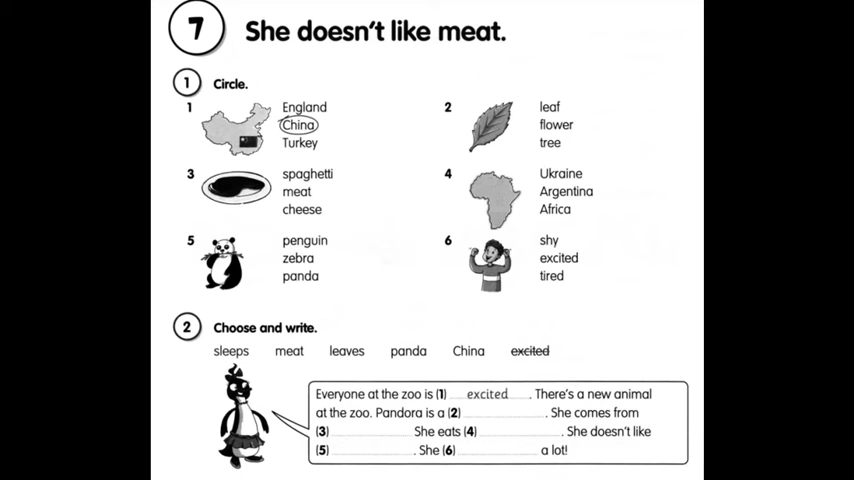 7 She doesn't like meat.
1 Circle.
1 England
China
Turkey
2 leaf
flower
tree
3 spaghetti
meat
cheese
4 Ukraine
Argentina
Africa
5 penguin
zebra
panda
6 shy
excited
tired
2 Choose and write.
sleeps meat leaves panda China excited
Everyone at the zoo is (1) excited . There's a new animal
at the zoo. Pandora is a (2) . She comes from
(3) She eats (4) . She doesn't like
(5) . She (6) a lot!